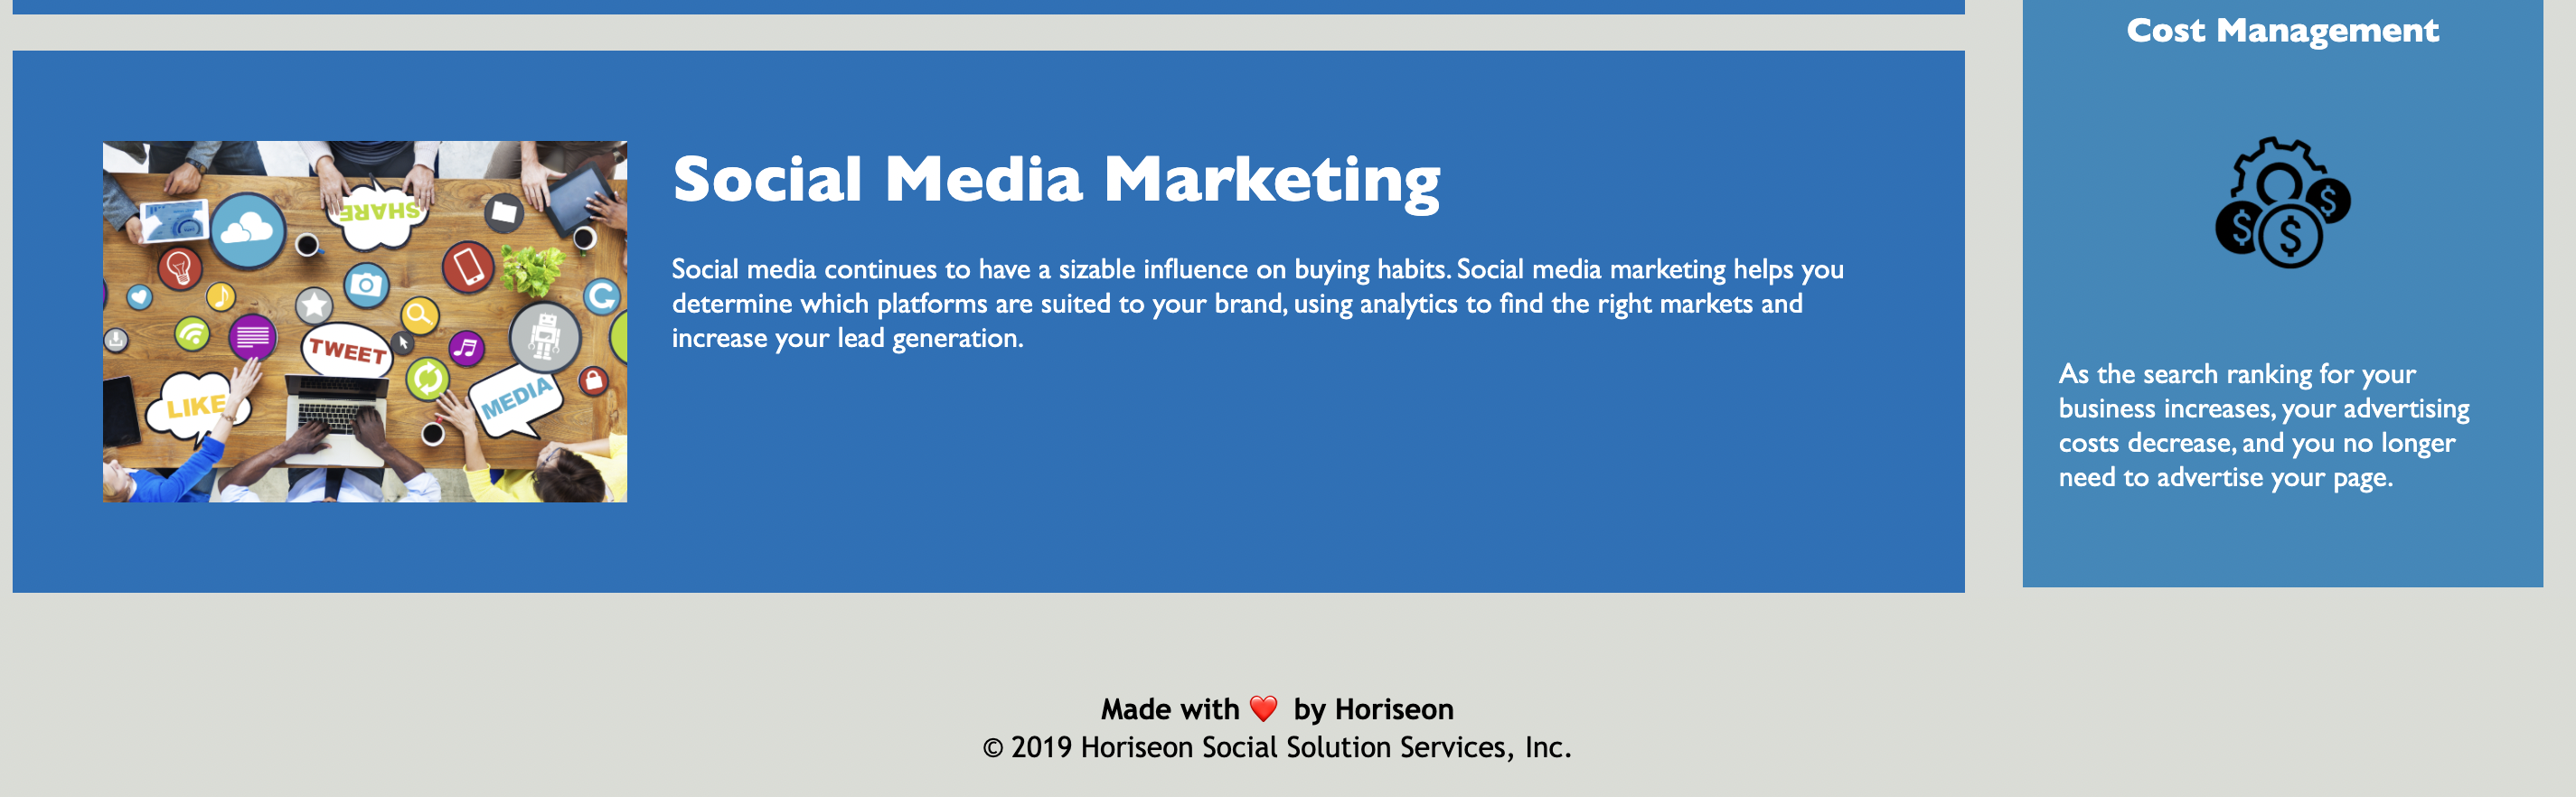 Cost Management
Social Media Marketing
Social media continues to have a sizable influence on buying habits. Social media marketing helps you
determine which platforms are suited to your brand, using analytics to find the right markets and
increase your lead generation.
SHARE
TWEET
LIKE
MEDIA
$
$
$
As the search ranking for your
business increases, your advertising
costs decrease, and you no longer
need to advertise your page.
Made with ❤️ by Horiseon
© 2019 Horiseon Social Solution Services, Inc.